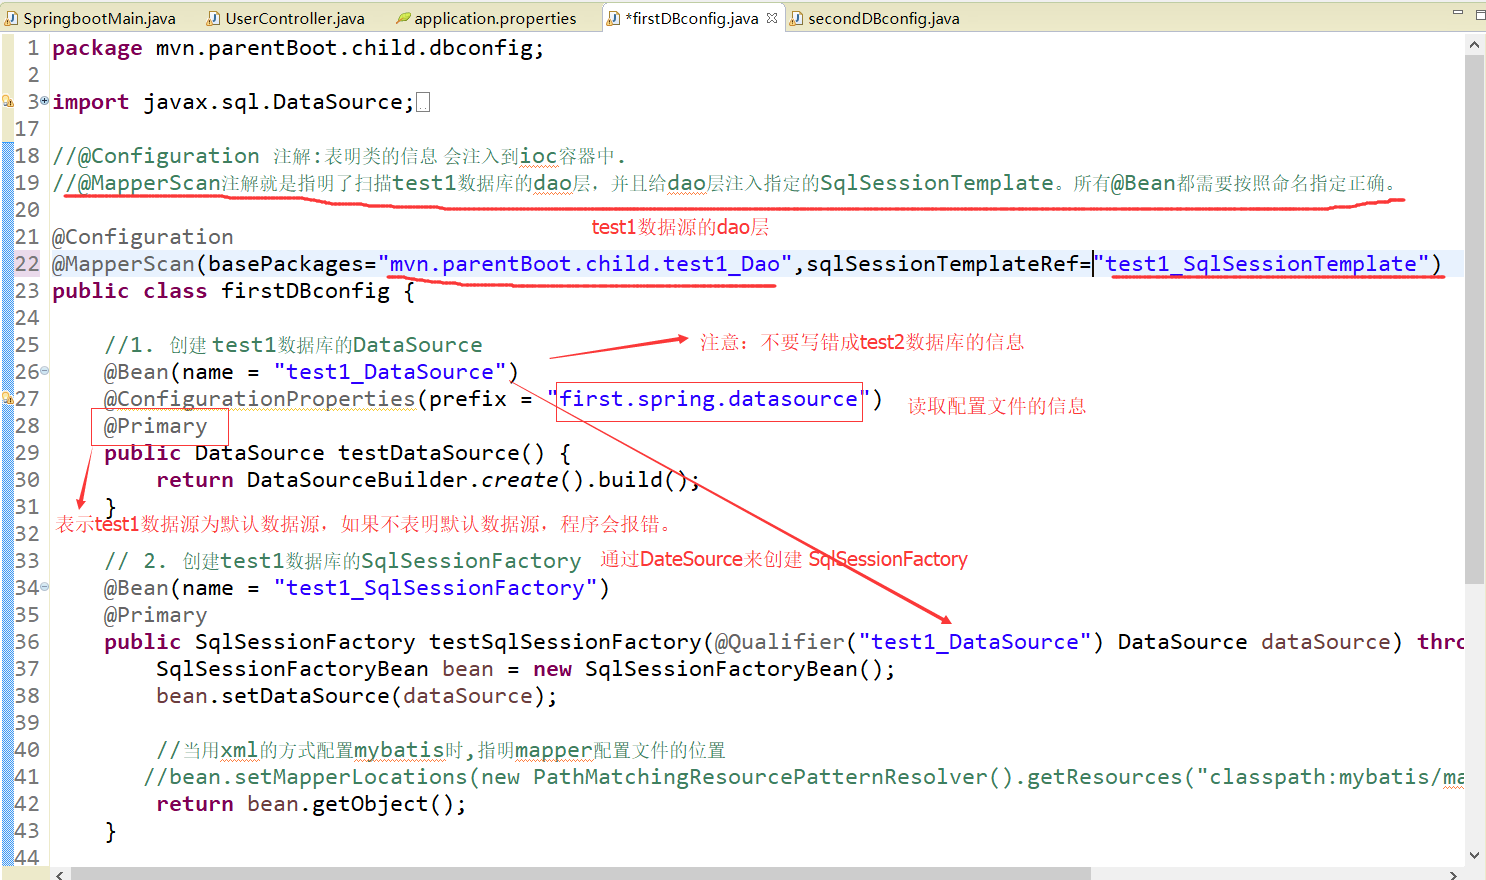 SpringbootMain.java UserController.java application.properties *firstDBconfig.java secondDBconfig.java
1 package mvn.parentBoot.child.dbconfig;
2
3 import javax.sql.DataSource;
17
18 //@Configuration 注解:表明类的信息 会注入到ioc容器中.
19 //@MapperScan注解就是指明了扫描test1数据库的dao层，并且给dao层注入指定的SqlSessionTemplate。所有@Bean都需要按照命名指定正确。
20
test1数据源的dao层
21 @Configuration
22 @MapperScan(basePackages="mvn.parentBoot.child.test1_Dao",sqlSessionTemplateRef="test1_SqlSessionTemplate")
23 public class firstDBconfig {
24
25 //1. 创建 test1数据库的DataSource 注意：不要写错成test2数据库的信息
26 @Bean(name = "test1_DataSource")
27 @ConfigurationProperties(prefix = "first.spring.datasource") 读取配置文件的信息
28 @Primary
29 public DataSource testDataSource() {
30 return DataSourceBuilder.create().build();
31 }
表示test1数据源为默认数据源，如果不表明默认数据源，程序会报错。
32
33 // 2. 创建test1数据库的SqlSessionFactory 通过DateSource来创建 SqlSessionFactory
34 @Bean(name = "test1_SqlSessionFactory")
35 @Primary
36 public SqlSessionFactory testSqlSessionFactory(@Qualifier("test1_DataSource") DataSource dataSource) thro
37 SqlSessionFactoryBean bean = new SqlSessionFactoryBean();
38 bean.setDataSource(dataSource);
39
40 //当用xml的方式配置mybatis时,指明mapper配置文件的位置
41 //bean.setMapperLocations(new PathMatchingResourcePatternResolver().getResources("classpath:mybatis/ma
42 return bean.getObject();
43 }
44